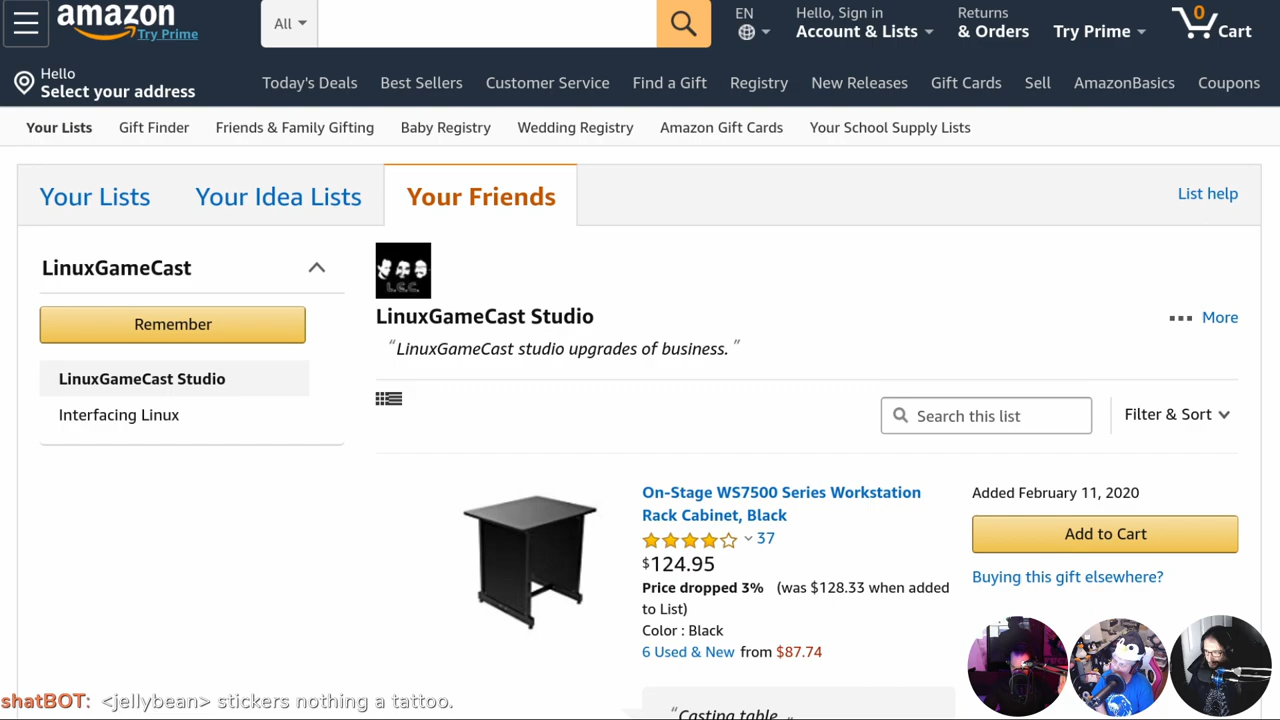 amazon
Try Prime
All
EN
Hello, Sign in
Account & Lists
Returns
& Orders
Try Prime
0
Cart
Hello
Select your address
Today's Deals
Best Sellers
Customer Service
Find a Gift
Registry
New Releases
Gift Cards
Sell
AmazonBasics
Coupons
Your Lists
Gift Finder
Friends & Family Gifting
Baby Registry
Wedding Registry
Amazon Gift Cards
Your School Supply Lists
Your Lists
Your Idea Lists
Your Friends
List help
LinuxGameCast
Remember
LinuxGameCast Studio
Interfacing Linux
L.G.C.
LinuxGameCast Studio
More
“LinuxGameCast studio upgrades of business.”
Search this list
Filter & Sort
On-Stage WS7500 Series Workstation
Rack Cabinet, Black
37
$124.95
Price dropped 3% (was $128.33 when added
to List)
Color : Black
6 Used & New from $87.74
Added February 11, 2020
Add to Cart
Buying this gift elsewhere?
“Casting table.”
shatBOT: <jellybean> stickers nothing a tattoo.